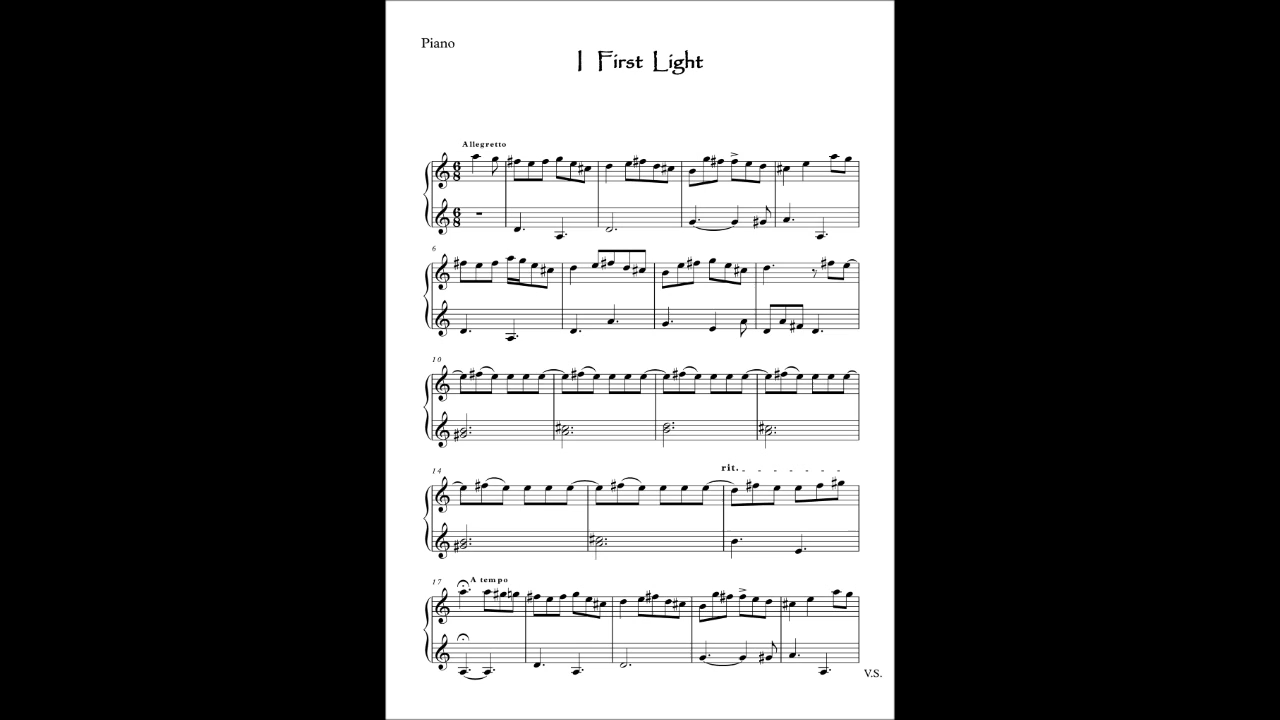 Piano
I First Light
Allegretto
6
10
14
rit.
17
A tempo
V.S.